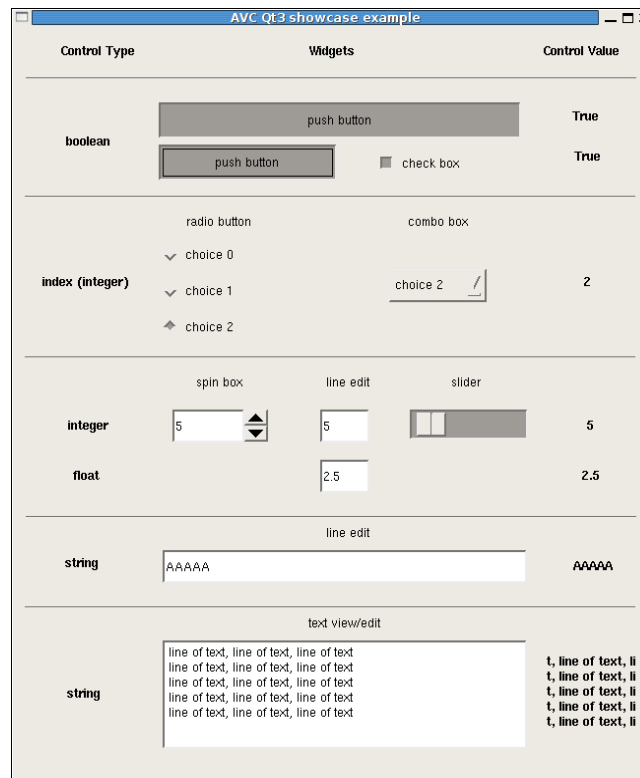 AVC Qt3 showcase example
Control Type Widgets Control Value
push button True
boolean
push button check box True
radio button combo box
choice 0
index (integer) choice 1 choice 2 2
choice 2
spin box line edit slider
integer 5 5 5
float 2.5 2.5
line edit
string AAAAA AAAAA
text view/edit
line of text, line of text, line of text
line of text, line of text, line of text
line of text, line of text, line of text
line of text, line of text, line of text
line of text, line of text, line of text
string
t, line of text, li
t, line of text, li
t, line of text, li
t, line of text, li
t, line of text, li